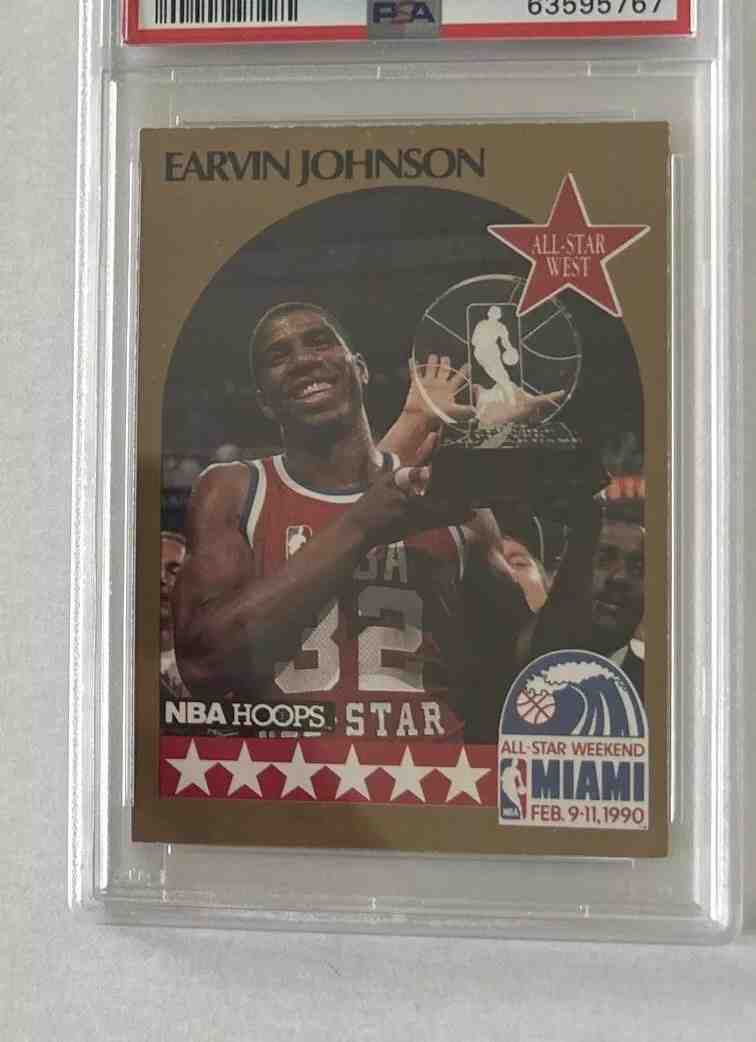 PSA
63595767
EARVIN JOHNSON
ALL-STAR
WEST
32
NBA HOOPS
STAR
ALL-STAR WEEKEND
MIAMI
NBA
FEB. 9-11, 1990